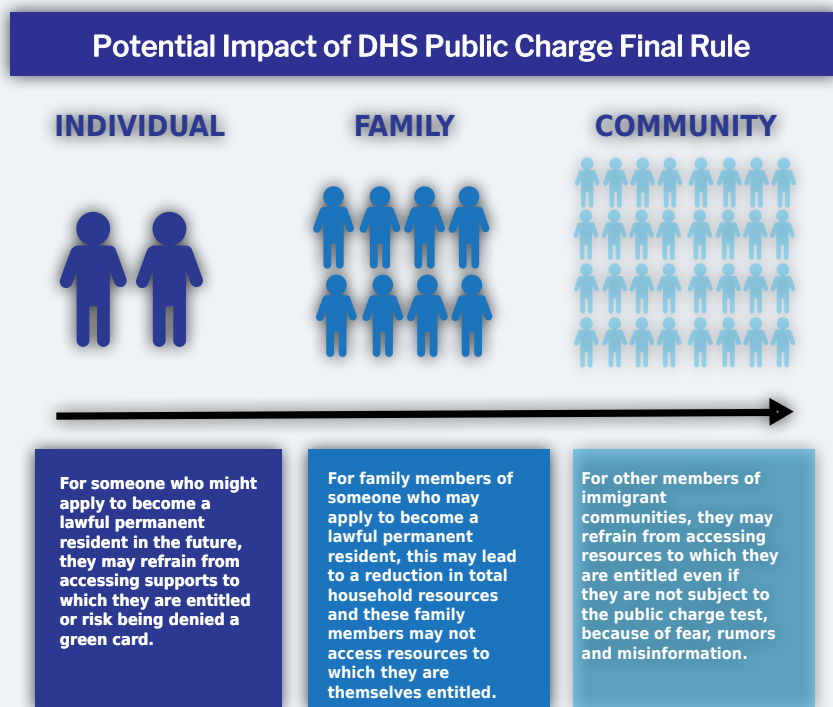 Potential Impact of DHS Public Charge Final Rule
INDIVIDUAL
FAMILY
COMMUNITY
For someone who might
apply to become a
lawful permanent
resident in the future,
they may refrain from
accessing supports to
which they are entitled
or risk being denied a
green card.
For family members of
someone who may
apply to become a
lawful permanent
resident, this may lead
to a reduction in total
household resources
and these family
members may not
access resources to
which they are
themselves entitled.
For other members of
immigrant
communities, they may
refrain from accessing
resources to which they
are entitled even if
they are not subject to
the public charge test,
because of fear, rumors
and misinformation.